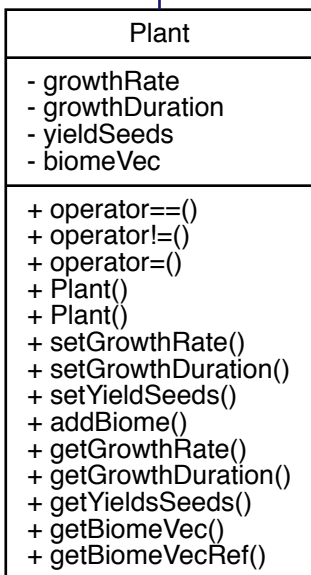 Plant
- growthRate
- growthDuration
- yieldSeeds
- biomeVec
+ operator==()
+ operator!=()
+ operator=()
+ Plant()
+ Plant()
+ setGrowthRate()
+ setGrowthDuration()
+ setYieldSeeds()
+ addBiome()
+ getGrowthRate()
+ getGrowthDuration()
+ getYieldsSeeds()
+ getBiomeVec()
+ getBiomeVecRef()